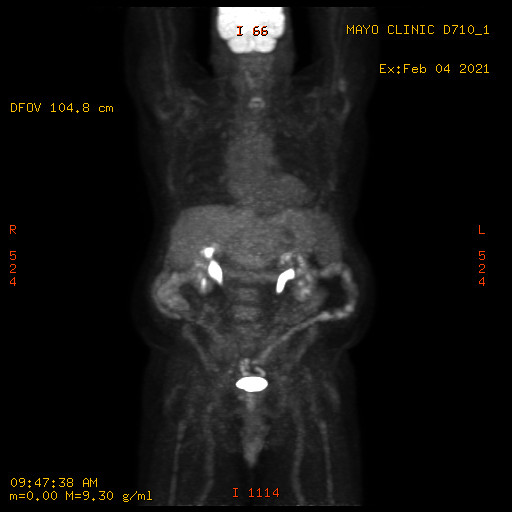 I 66
MAYO CLINIC D710_1
Ex:Feb 04 2021
DFOV 104.8 cm
R
L
5
2
4
5
2
4
09:47:38 AM
m=0.00 M=9.30 g/ml
I 1114